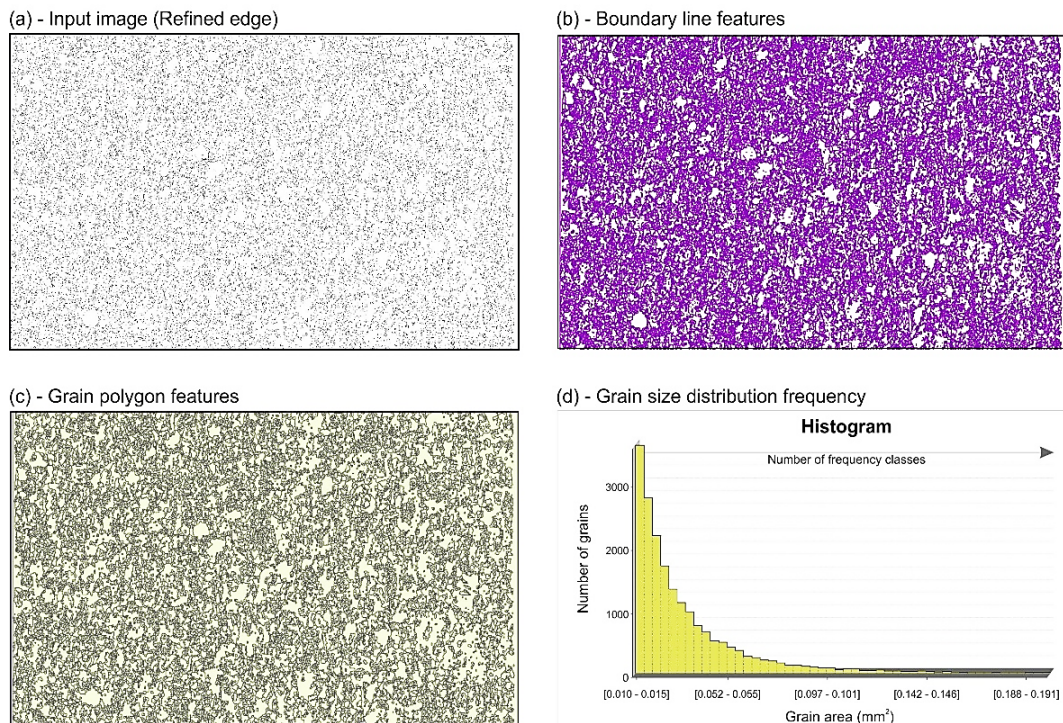 (a) - Input image (Refined edge)
(b) - Boundary line features
(c) - Grain polygon features
(d) - Grain size distribution frequency
Histogram
Number of frequency classes
Number of grains
3000
2000
1000
0
[0.010 - 0.015]
[0.052 - 0.055]
[0.097 - 0.101]
[0.142 - 0.146]
[0.188 - 0.191]
Grain area (mm²)